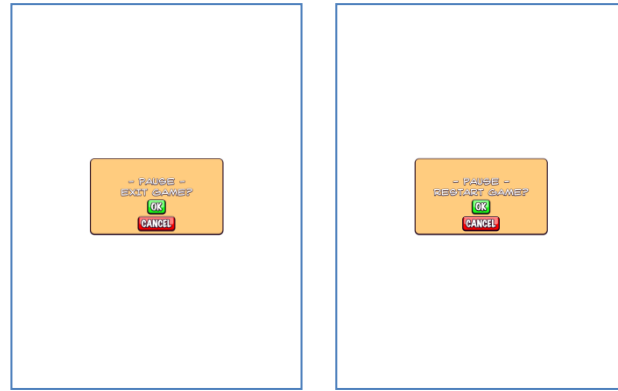 - PAUSE -
EXIT GAME?
OK
CANCEL
- PAUSE -
RESTART GAME?
OK
CANCEL